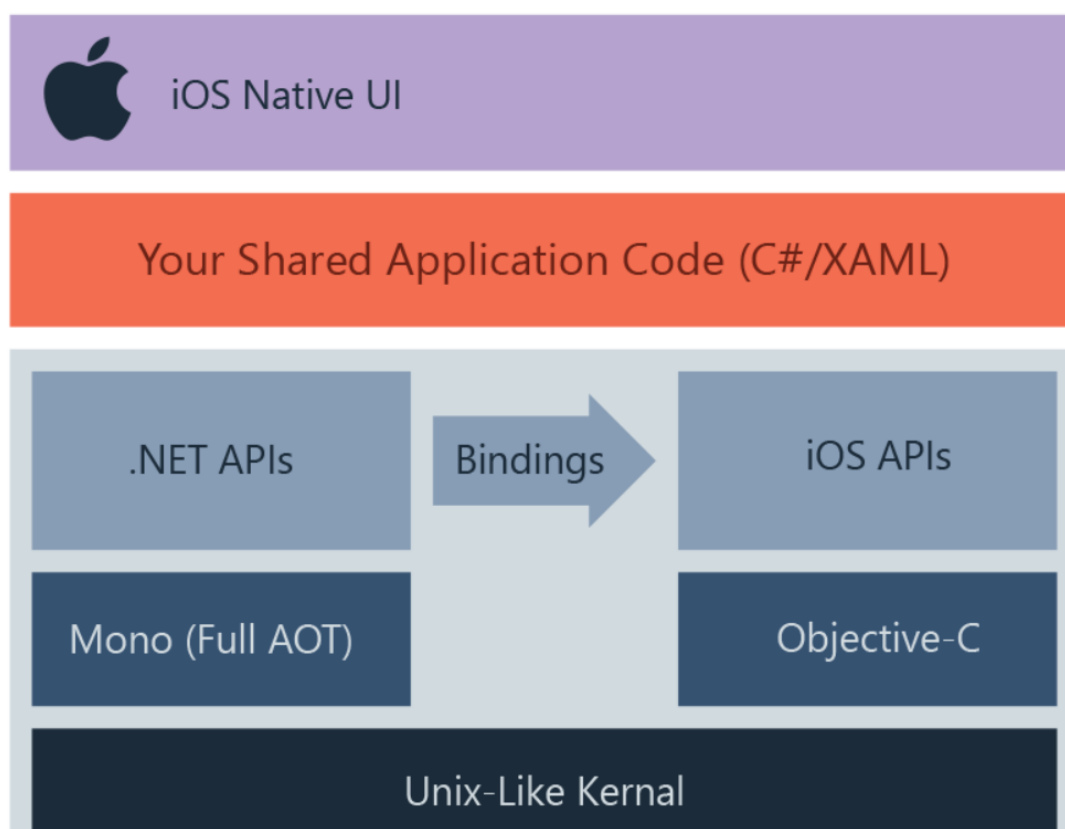 iOS Native UI
Your Shared Application Code (C#/XAML)
.NET APIs
Bindings
iOS APIs
Mono (Full AOT)
Objective-C
Unix-Like Kernal